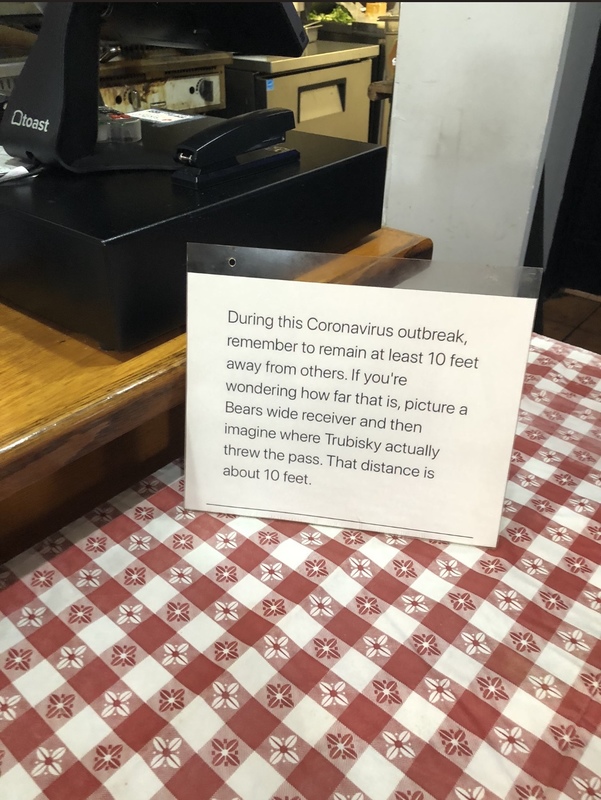 toast
During this Coronavirus outbreak,
remember to remain at least 10 feet
away from others. If you're
wondering how far that is, picture a
Bears wide receiver and then
imagine where Trubisky actually
threw the pass. That distance is
about 10 feet.